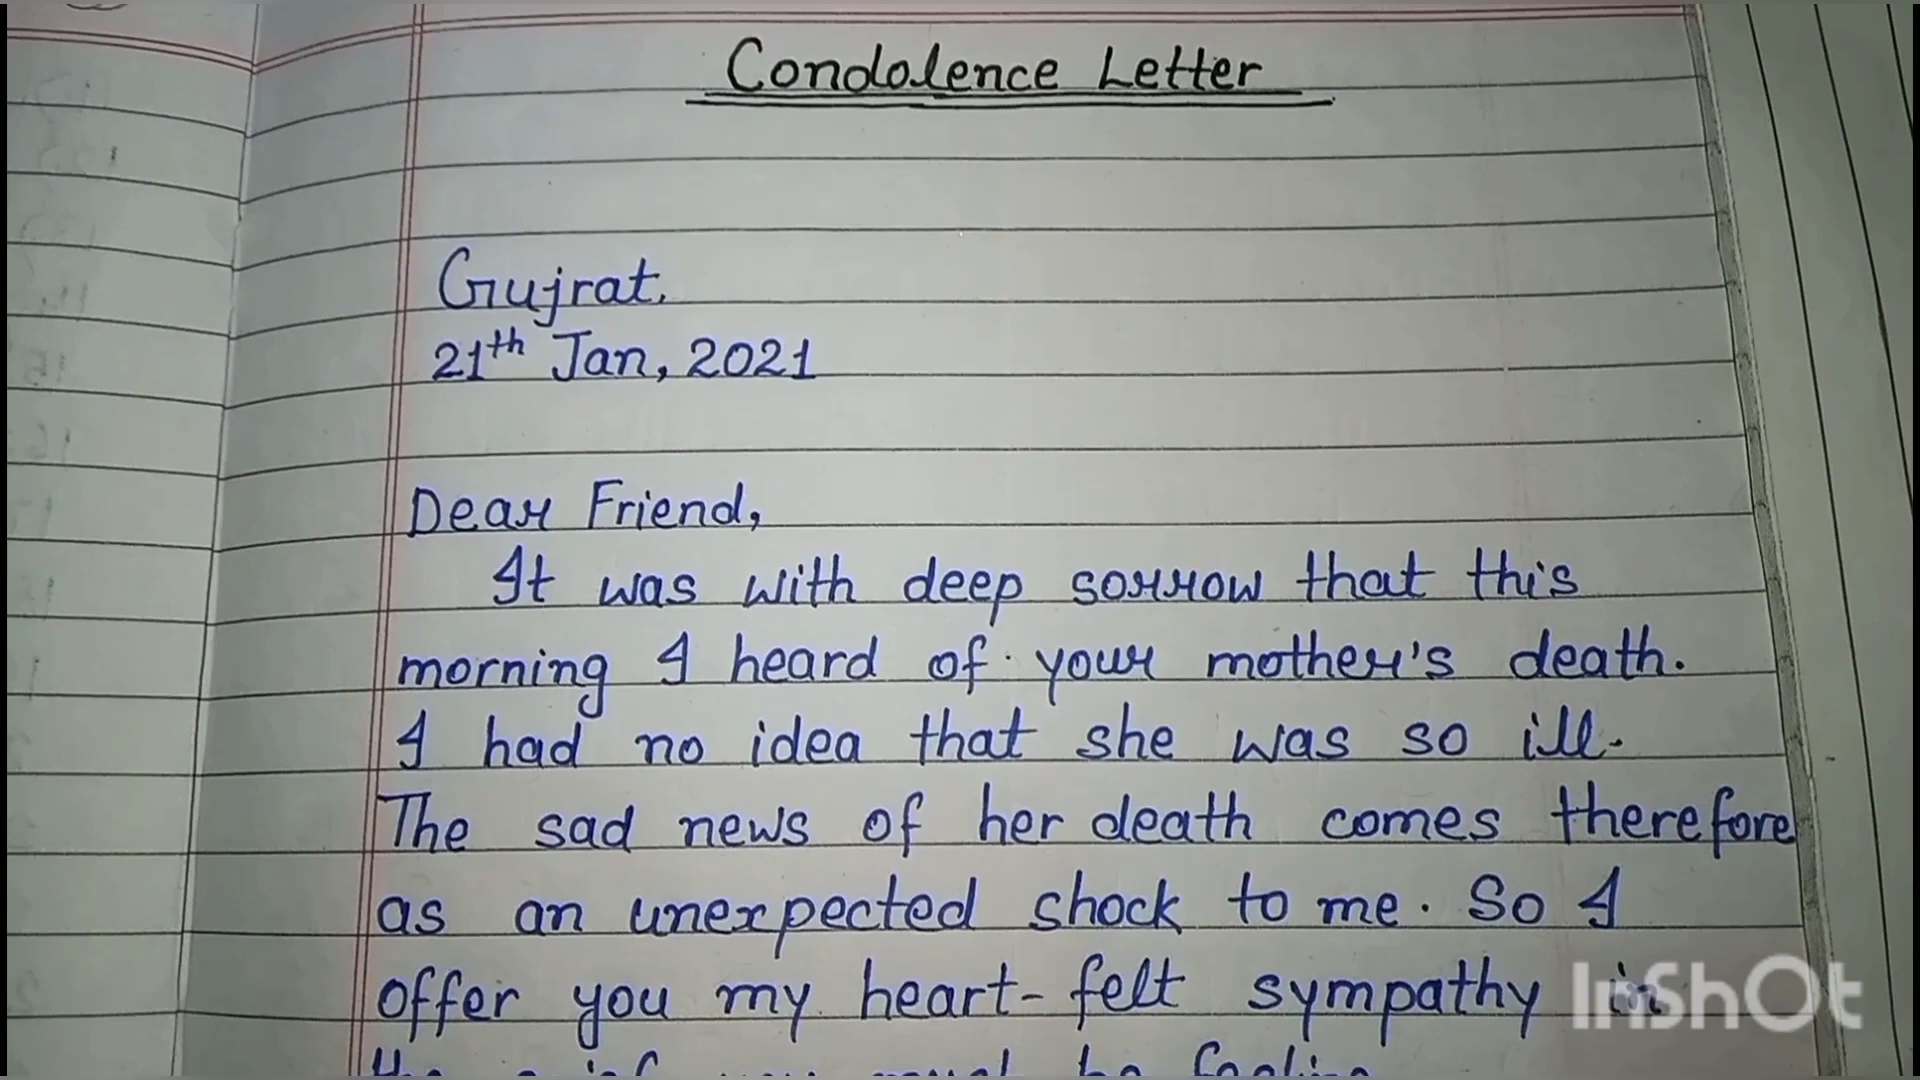 Condolence Letter
Gujrat.
21th Jan, 2021
Dear Friend,
It was with deep sorrow that this
morning I heard of your mother's death.
I had no idea that she was so ill.
The sad news of her death comes therefore
as an unexpected shock to me. So I
offer you my heart-felt sympathy in
InShOt